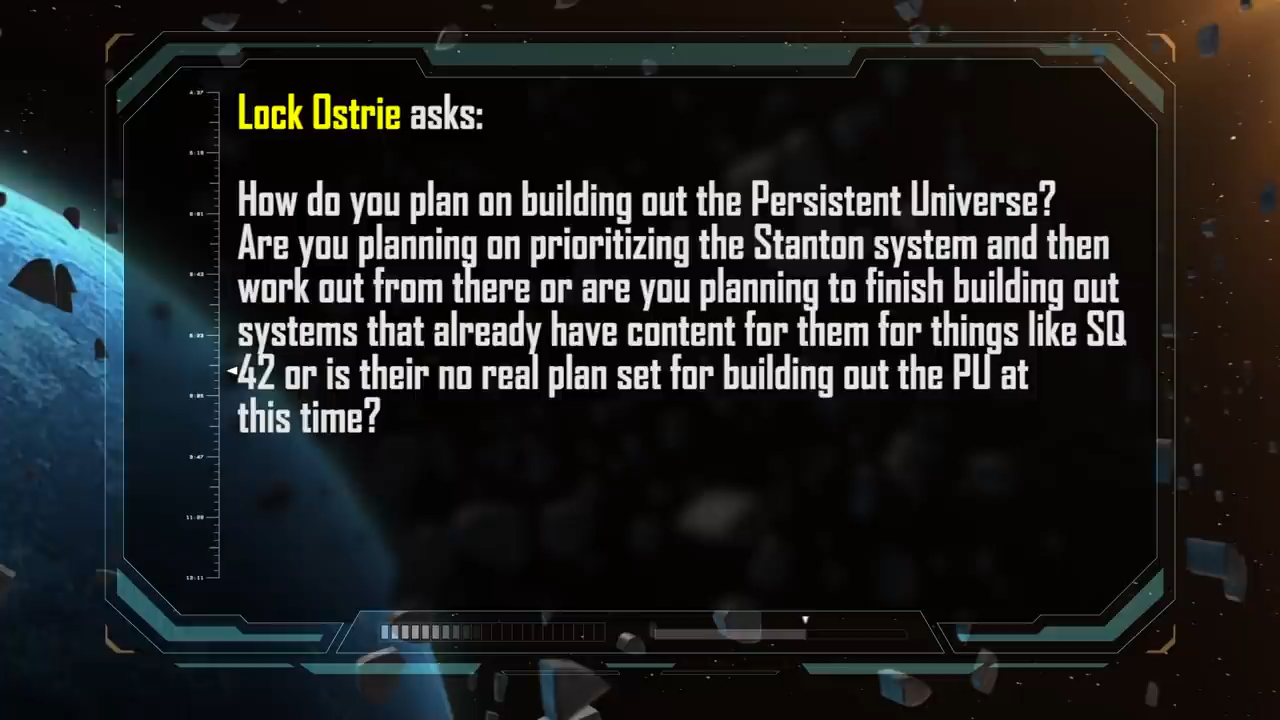 Lock Ostrie asks:
How do you plan on building out the Persistent Universe?
Are you planning on prioritizing the Stanton system and then
work out from there or are you planning to finish building out
systems that already have content for them for things like SQ
42 or is their no real plan set for building out the PU at
this time?